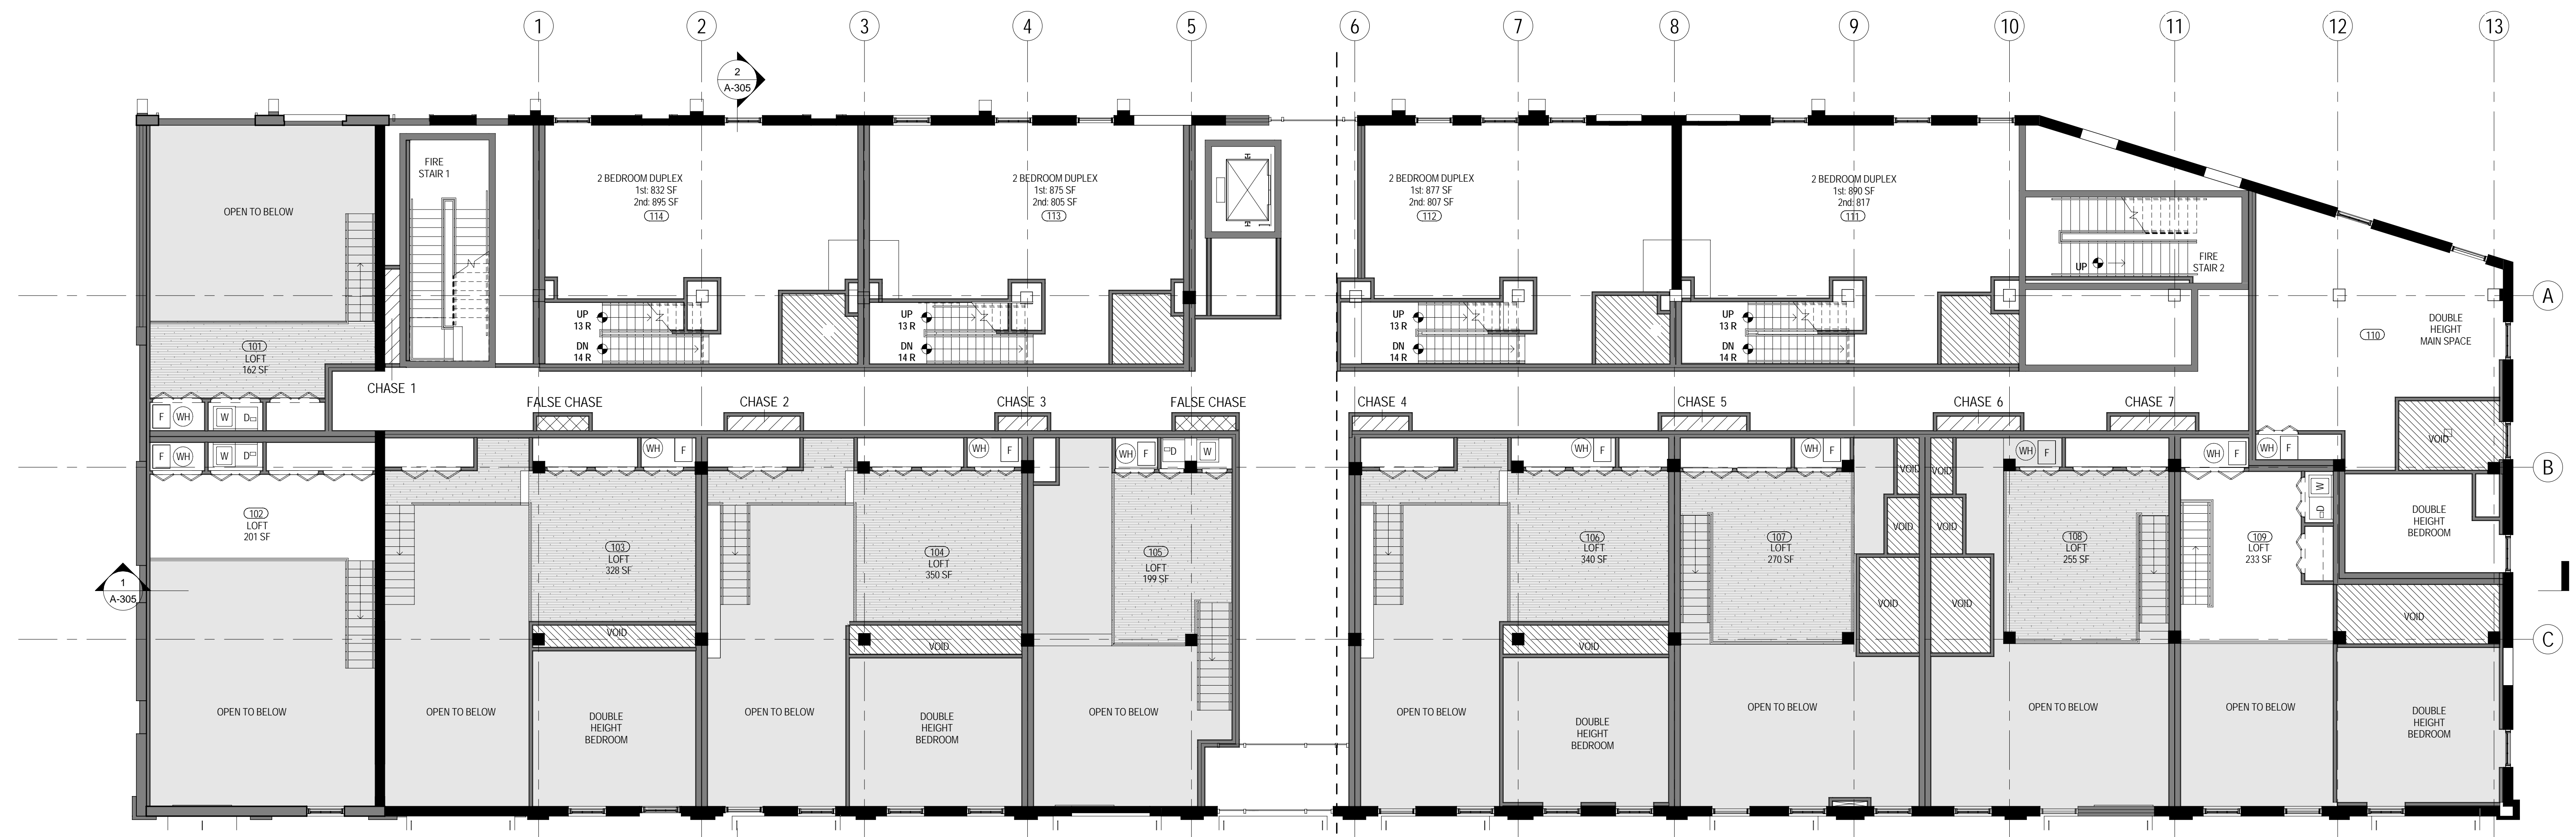 1 2 3 4 5 6 7 8 9 10 11 12 13
2
A-305
FIRE
STAIR 1
OPEN TO BELOW
2 BEDROOM DUPLEX
1st: 832 SF
2nd: 895 SF
114
2 BEDROOM DUPLEX
1st: 875 SF
2nd: 805 SF
113
2 BEDROOM DUPLEX
1st: 877 SF
2nd: 807 SF
112
2 BEDROOM DUPLEX
1st: 890 SF
2nd: 817
111
FIRE
STAIR 2
UP
A
UP
13 R
DN
14 R
UP
13 R
DN
14 R
UP
13 R
DN
14 R
UP
13 R
DN
14 R
110
DOUBLE
HEIGHT
MAIN SPACE
101
LOFT
162 SF
CHASE 1
FALSE CHASE
CHASE 2
CHASE 3
FALSE CHASE
CHASE 4
CHASE 5
CHASE 6
CHASE 7
F WH W D
F WH W D
WH F
WH F
WH F D W
WH F
WH F
WH F
WH F
WH F
VOID
B
VOID
VOID
W
D
102
LOFT
201 SF
103
LOFT
328 SF
104
LOFT
350 SF
105
LOFT
199 SF
106
LOFT
340 SF
107
LOFT
270 SF
VOID
VOID
108
LOFT
255 SF
109
LOFT
233 SF
DOUBLE
HEIGHT
BEDROOM
1
A-305
VOID
VOID
VOID
VOID
VOID
VOID
C
OPEN TO BELOW
OPEN TO BELOW
DOUBLE
HEIGHT
BEDROOM
OPEN TO BELOW
DOUBLE
HEIGHT
BEDROOM
OPEN TO BELOW
OPEN TO BELOW
DOUBLE
HEIGHT
BEDROOM
OPEN TO BELOW
OPEN TO BELOW
OPEN TO BELOW
DOUBLE
HEIGHT
BEDROOM